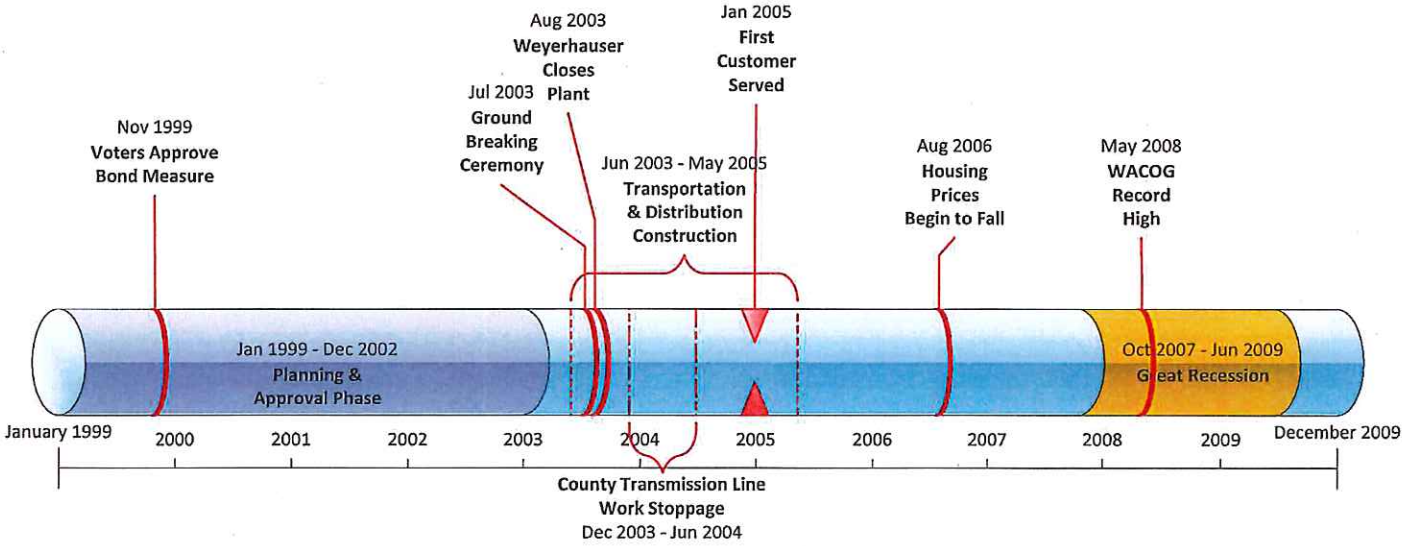 Nov 1999
Voters Approve
Bond Measure
Jul 2003
Ground
Breaking
Ceremony
Aug 2003
Weyerhauser
Closes
Plant
Jun 2003 - May 2005
Transportation
& Distribution
Construction
Jan 2005
First
Customer
Served
Aug 2006
Housing
Prices
Begin to Fall
May 2008
WACOG
Record
High
Jan 1999 - Dec 2002
Planning &
Approval Phase
Oct 2007 - Jun 2009
Great Recession
January 1999
2000
2001
2002
2003
2004
2005
2006
2007
2008
2009
December 2009
County Transmission Line
Work Stoppage
Dec 2003 - Jun 2004